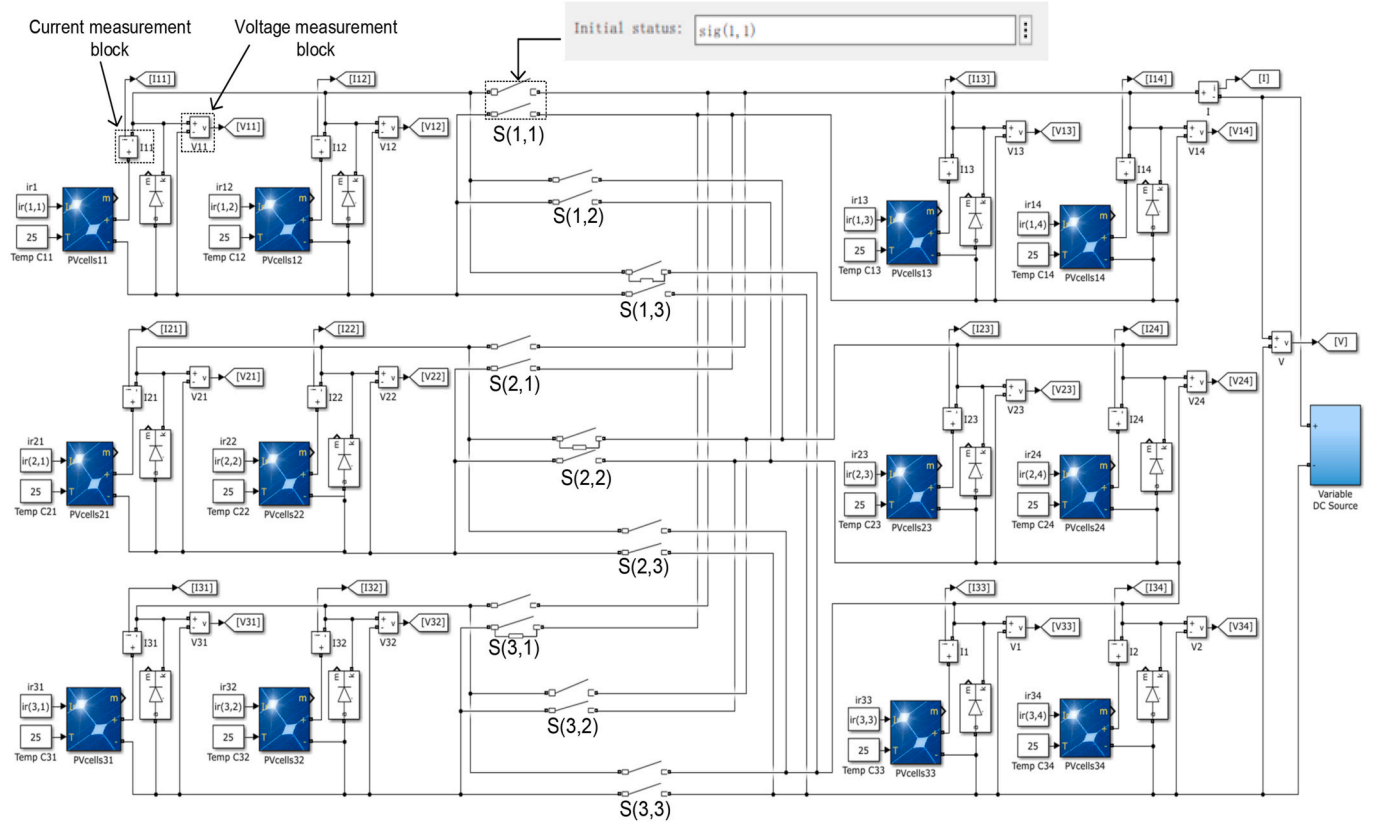 Current measurement
block
Voltage measurement
block
Initial status: sig(1,1)
[I11]
[I12]
[I13]
[I14]
[I]
+ i
-
I
S(1,1)
I11
+ v
-
V11
[V11]
I12
+ v
-
V12
[V12]
I13
+ v
-
V13
[V13]
I14
+ v
-
V14
[V14]
ir1
ir(1,1)
25
Temp C11
PVcells11
ir12
ir(1,2)
25
Temp C12
PVcells12
S(1,2)
ir13
ir(1,3)
25
Temp C13
PVcells13
ir14
ir(1,4)
25
Temp C14
PVcells14
S(1,3)
[I21]
[I22]
[I23]
[I24]
+ v
-
V
[V]
S(2,1)
I21
+ v
-
V21
[V21]
I22
+ v
-
V22
[V22]
I23
+ v
-
V23
[V23]
I24
+ v
-
V24
[V24]
ir21
ir(2,1)
25
Temp C21
PVcells21
ir22
ir(2,2)
25
Temp C22
PVcells22
S(2,2)
ir23
ir(2,3)
25
Temp C23
PVcells23
ir24
ir(2,4)
25
Temp C24
PVcells24
+
-
Variable
DC Source
S(2,3)
[I31]
[I32]
[I33]
[I34]
S(3,1)
I31
+ v
-
V31
[V31]
I32
+ v
-
V32
[V32]
I1
+ v
-
V1
[V33]
I2
+ v
-
V2
[V34]
ir31
ir(3,1)
25
Temp C31
PVcells31
ir32
ir(3,2)
25
Temp C32
PVcells32
S(3,2)
ir33
ir(3,3)
25
Temp C33
PVcells33
ir34
ir(3,4)
25
Temp C34
PVcells34
S(3,3)